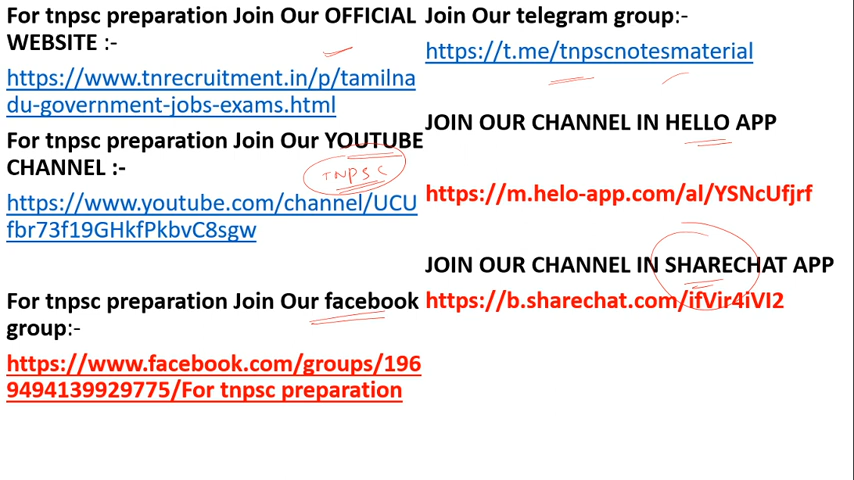 For tnpsc preparation Join Our OFFICIAL
WEBSITE :-
https://www.tnrecruitment.in/p/tamilna
du-government-jobs-exams.html
For tnpsc preparation Join Our YOUTUBE
CHANNEL :-
TNPSC
https://www.youtube.com/channel/UCU
fbr73f19GHkfPkbvC8sgw
For tnpsc preparation Join Our facebook
group:-
https://www.facebook.com/groups/196
9494139929775/For tnpsc preparation
Join Our telegram group:-
https://t.me/tnpscnotesmaterial
JOIN OUR CHANNEL IN HELLO APP
https://m.helo-app.com/al/YSNcUfjrf
JOIN OUR CHANNEL IN SHARECHAT APP
https://b.sharechat.com/ifVir4iVI2